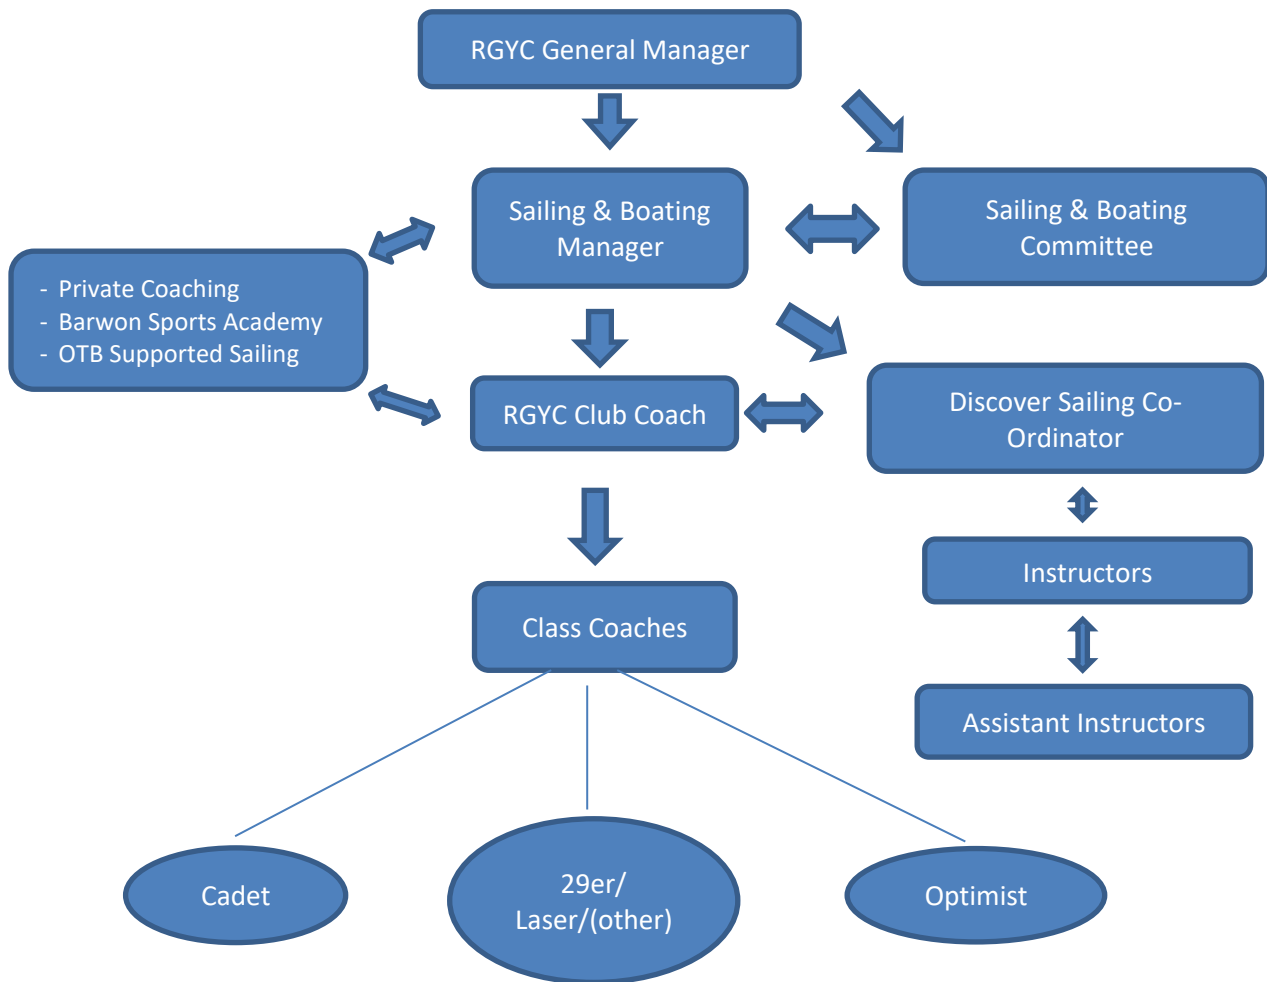 RGYC General Manager
Sailing & Boating
Manager
Sailing & Boating
Committee
- Private Coaching
- Barwon Sports Academy
- OTB Supported Sailing
RGYC Club Coach
Discover Sailing Co-
Ordinator
Instructors
Class Coaches
Assistant Instructors
Cadet
29er/
Laser/(other)
Optimist